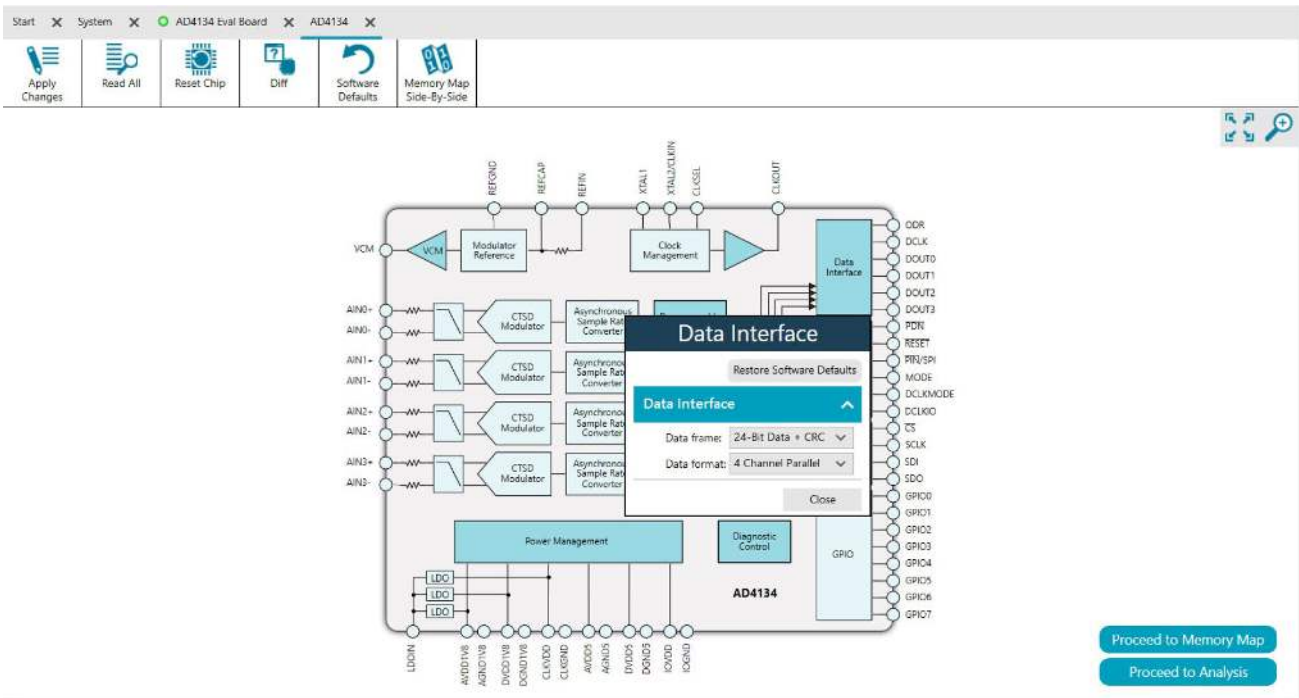 Start
System
AD4134 Eval Board
AD4134
Apply
Changes
Read All
Reset Chip
Diff
Software
Defaults
Memory Map
Side-By-Side
REFGND
REFCAP
REFIN
XTAL1
XTAL2/CLKIN
CLKSEL
CLKOUT
VCM
VCM
Modulator
Reference
Clock
Management
Data
Interface
ODR
DCLK
DOUT0
DOUT1
DOUT2
DOUT3
PDN
RESET
PIN/SPI
MODE
DCLKMODE
DCLKIO
CS
SCLK
SDI
SDO
GPIO0
GPIO1
GPIO2
GPIO3
GPIO4
GPIO5
GPIO6
GPIO7
AIN0+
AIN0-
CTSD
Modulator
Asynchronous
Sample Rat
Converter
AIN1+
AIN1-
CTSD
Modulator
Asynchrono
Sample Rat
Converter
AIN2+
AIN2-
CTSD
Modulator
Asynchrono
Sample Rat
Converter
AIN3+
AIN3-
CTSD
Modulator
Asynchrono
Sample Rat
Converter
Data Interface
Restore Software Defaults
Data Interface
Data frame: 24-Bit Data + CRC
Data format: 4 Channel Parallel
Close
Power Management
Diagnostic
Control
GPIO
LDO
LDO
LDO
AD4134
LDOIN
AVDD1V8
AGND1V8
DVDD1V8
DGND1V8
CLKVDD
CLKGND
AVDD5
AGND5
DVDD5
DGND5
IOVDD
IOGND
Proceed to Memory Map
Proceed to Analysis